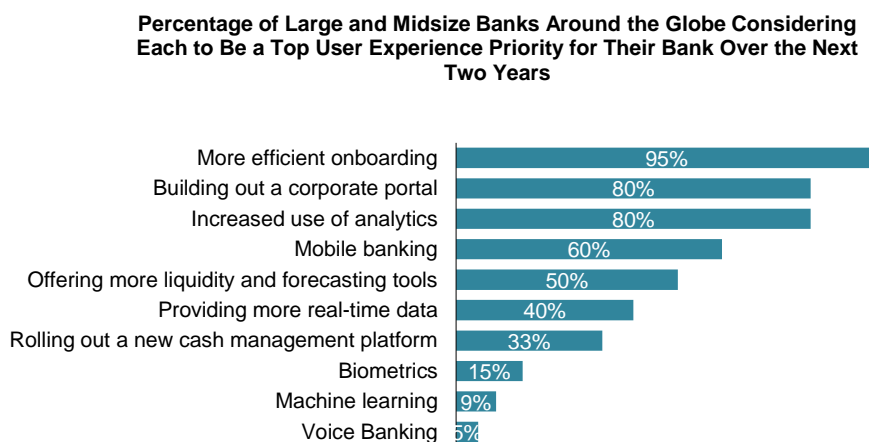 Percentage of Large and Midsize Banks Around the Globe Considering
Each to Be a Top User Experience Priority for Their Bank Over the Next
Two Years
More efficient onboarding 95%
Building out a corporate portal 80%
Increased use of analytics 80%
Mobile banking 60%
Offering more liquidity and forecasting tools 50%
Providing more real-time data 40%
Rolling out a new cash management platform 33%
Biometrics 15%
Machine learning 9%
Voice Banking 5%